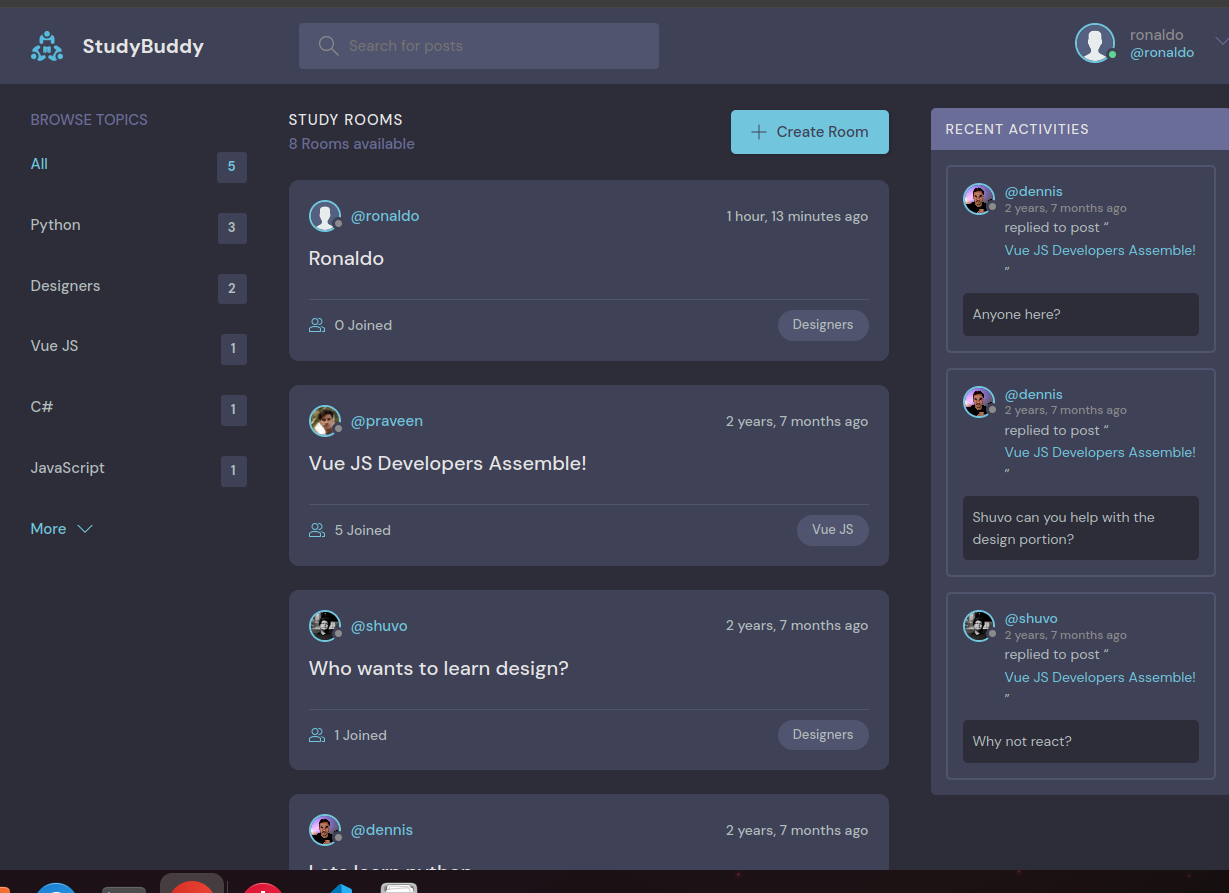 StudyBuddy
Search for posts
ronaldo
@ronaldo
BROWSE TOPICS
All 5
Python 3
Designers 2
Vue JS 1
C# 1
JavaScript 1
More
STUDY ROOMS
8 Rooms available
Create Room
@ronaldo 1 hour, 13 minutes ago
Ronaldo
0 Joined Designers
@praveen 2 years, 7 months ago
Vue JS Developers Assemble!
5 Joined Vue JS
@shuvo 2 years, 7 months ago
Who wants to learn design?
1 Joined Designers
@dennis 2 years, 7 months ago
Lets learn python
RECENT ACTIVITIES
@dennis
2 years, 7 months ago
replied to post “
Vue JS Developers Assemble!
”
Anyone here?
@dennis
2 years, 7 months ago
replied to post “
Vue JS Developers Assemble!
”
Shuvo can you help with the
design portion?
@shuvo
2 years, 7 months ago
replied to post “
Vue JS Developers Assemble!
”
Why not react?